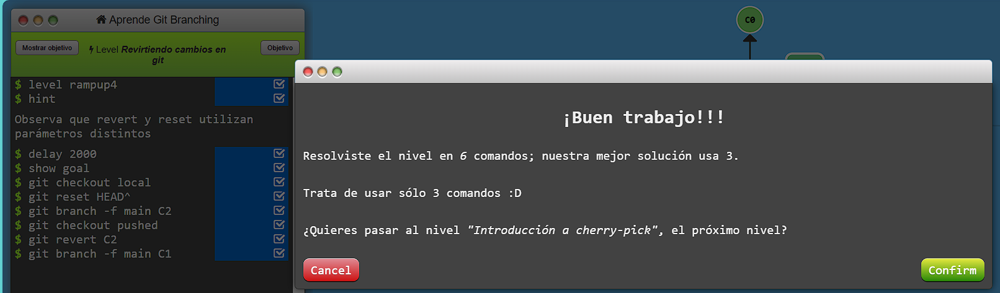 Aprende Git Branching
Mostrar objetivo
Level Revirtiendo cambios en
git
Objetivo
$ level rampup4
$ hint
Observa que revert y reset utilizan
parámetros distintos
$ delay 2000
$ show goal
$ git checkout local
$ git reset HEAD^
$ git branch -f main C2
$ git checkout pushed
$ git revert C2
$ git branch -f main C1
C0
¡Buen trabajo!!!
Resolviste el nivel en 6 comandos; nuestra mejor solución usa 3.
Trata de usar sólo 3 comandos :D
¿Quieres pasar al nivel "Introducción a cherry-pick", el próximo nivel?
Cancel
Confirm